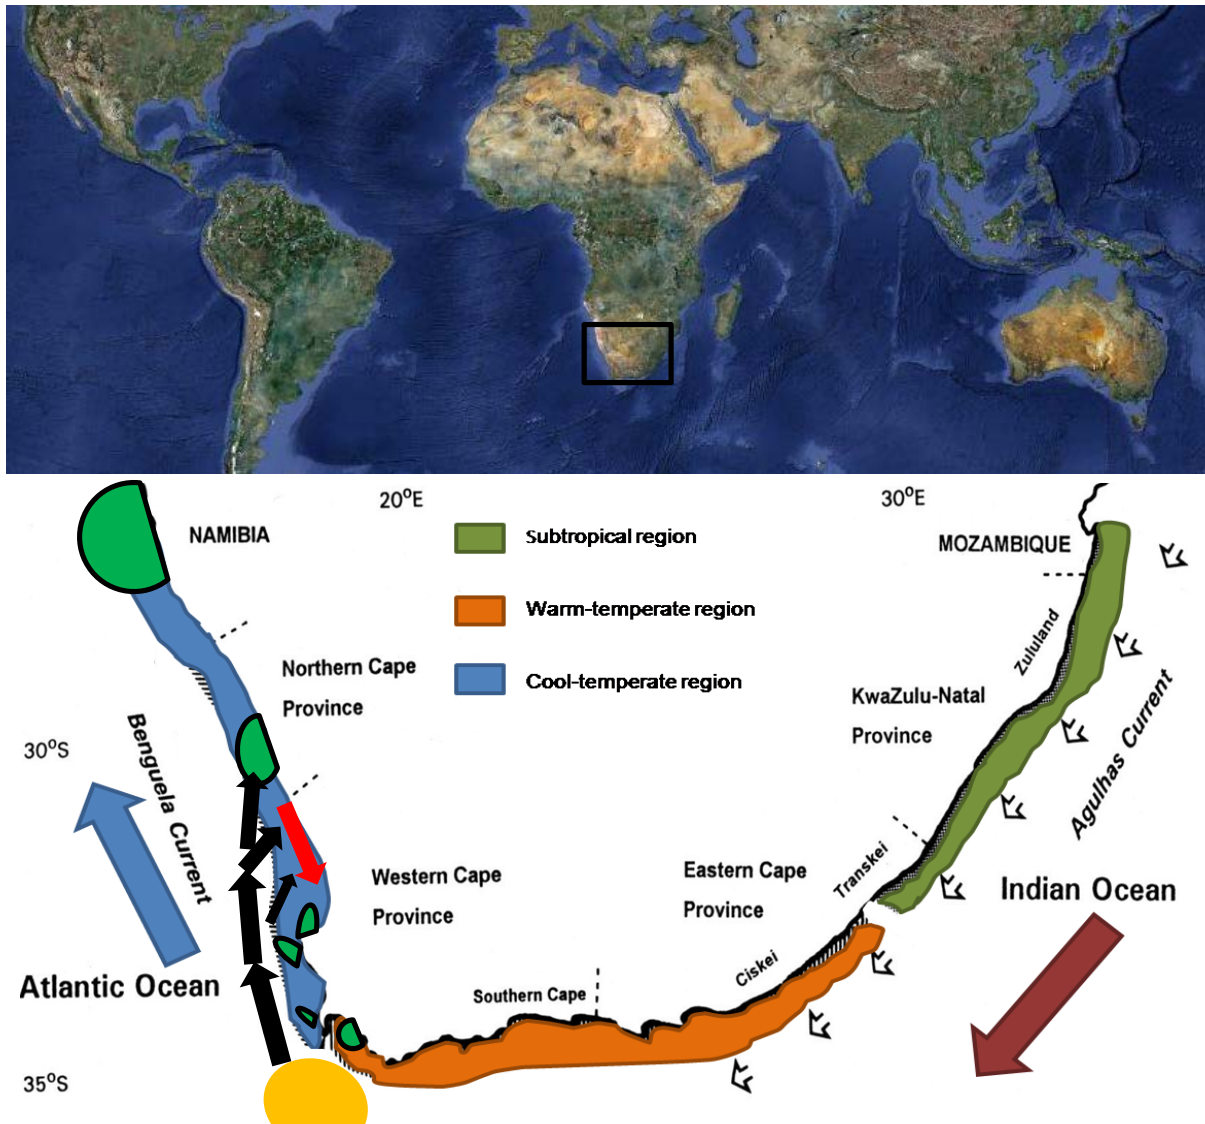 20°E
30°E
NAMIBIA
Subtropical region
MOZAMBIQUE
Warm-temperate region
Zululand
Northern Cape
Province
Cool-temperate region
KwaZulu-Natal
Province
30°S
Benguela Current
Agulhas Current
Western Cape
Province
Eastern Cape
Province
Transkei
Indian Ocean
Atlantic Ocean
Southern Cape
Ciskei
35°S